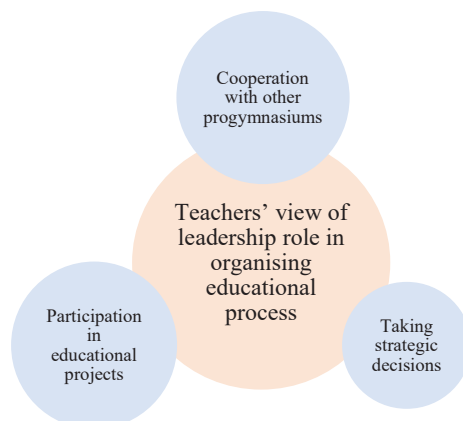 Cooperation
with other
progymnasiums
Teachers’ view of
leadership role in
organising
educational
process
Participation
in
educational
projects
Taking
strategic
decisions